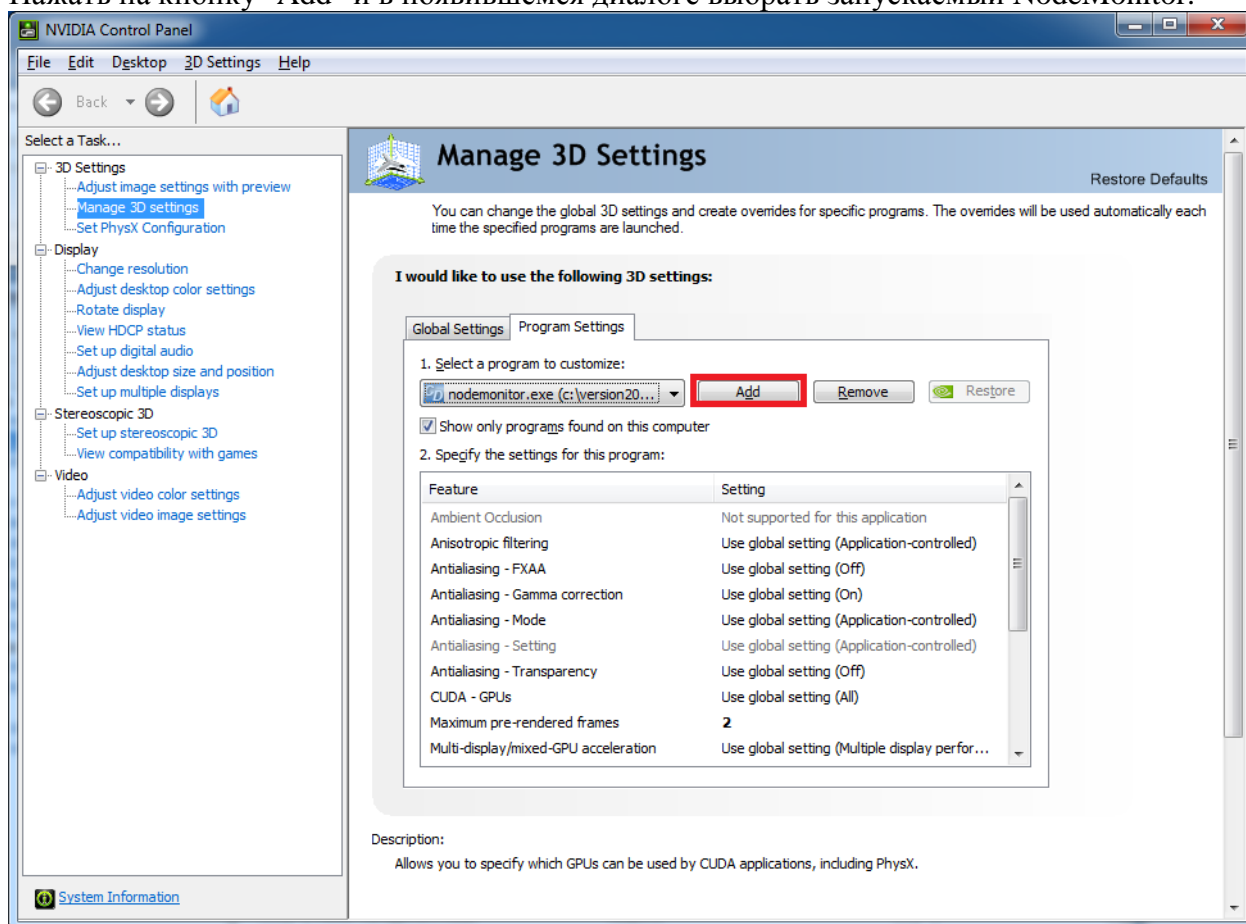 Нажать на кнопку "Add" и в появившемся диалоге выбрать запускаемый NodeMonitor.
NVIDIA Control Panel
File Edit Desktop 3D Settings Help
Back
Select a Task...
3D Settings
Adjust image settings with preview
Manage 3D settings
Set PhysX Configuration
Display
Change resolution
Adjust desktop color settings
Rotate display
View HDCP status
Set up digital audio
Adjust desktop size and position
Set up multiple displays
Stereoscopic 3D
Set up stereoscopic 3D
View compatibility with games
Video
Adjust video color settings
Adjust video image settings
System Information
Manage 3D Settings
Restore Defaults
You can change the global 3D settings and create overrides for specific programs. The overrides will be used automatically each
time the specified programs are launched.
I would like to use the following 3D settings:
Global Settings Program Settings
1. Select a program to customize:
nodemonitor.exe (c:\version20... Add Remove Restore
Show only programs found on this computer
2. Specify the settings for this program:
Feature Setting
Ambient Occlusion Not supported for this application
Anisotropic filtering Use global setting (Application-controlled)
Antialiasing - FXAA Use global setting (Off)
Antialiasing - Gamma correction Use global setting (On)
Antialiasing - Mode Use global setting (Application-controlled)
Antialiasing - Setting Use global setting (Application-controlled)
Antialiasing - Transparency Use global setting (Off)
CUDA - GPUs Use global setting (All)
Maximum pre-rendered frames 2
Multi-display/mixed-GPU acceleration Use global setting (Multiple display perfor...
Description:
Allows you to specify which GPUs can be used by CUDA applications, including PhysX.